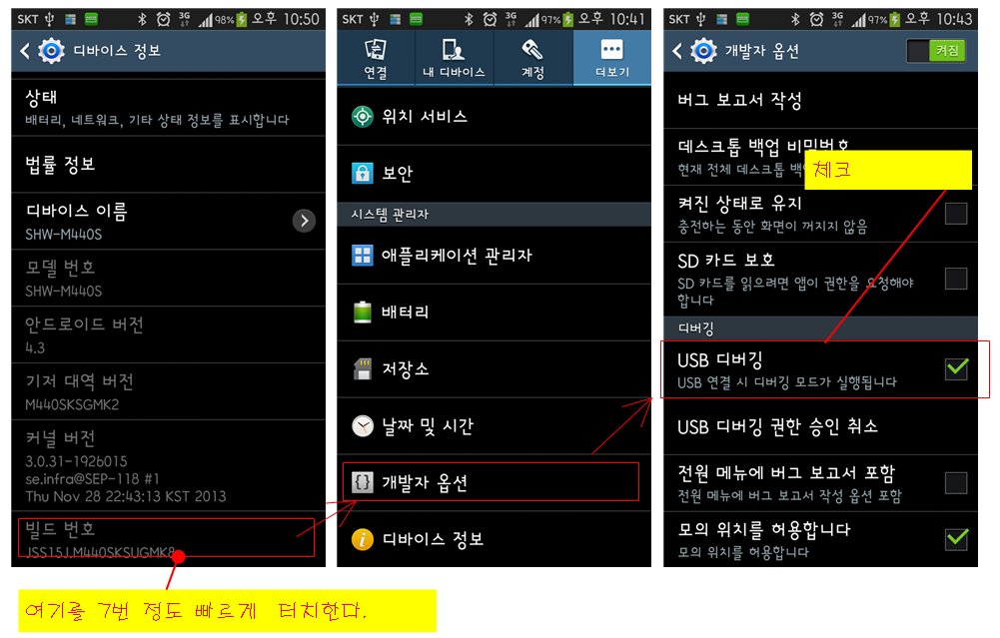 SKT 3G 98% 오후 10:50
디바이스 정보
상태
배터리, 네트워크, 기타 상태 정보를 표시합니다
법률 정보
디바이스 이름
SHW-M440S
모델 번호
SHW-M440S
안드로이드 버전
4.3
기저 대역 버전
M440SKSGMK2
커널 버전
3.0.31-1926015
se.infra@SEP-118 #1
Thu Nov 28 22:43:13 KST 2013
빌드 번호
JSS15J.M440SKSUGMK8
여기를 7번 정도 빠르게 터치한다.
SKT 3G 97% 오후 10:41
연결 내 디바이스 계정 더보기
위치 서비스
보안
시스템 관리자
애플리케이션 관리자
배터리
저장소
날짜 및 시간
{} 개발자 옵션
i 디바이스 정보
SKT 3G 97% 오후 10:43
개발자 옵션 켜짐
버그 보고서 작성
데스크톱 백업 비밀번호
현재 전체 데스크톱 백
체크
켜진 상태로 유지
충전하는 동안 화면이 꺼지지 않음
SD 카드 보호
SD 카드를 읽으려면 앱이 권한을 요청해야
합니다
디버깅
USB 디버깅
USB 연결 시 디버깅 모드가 실행됩니다
USB 디버깅 권한 승인 취소
전원 메뉴에 버그 보고서 포함
전원 메뉴에 버그 보고서 작성 옵션 포함
모의 위치를 허용합니다
모의 위치를 허용합니다